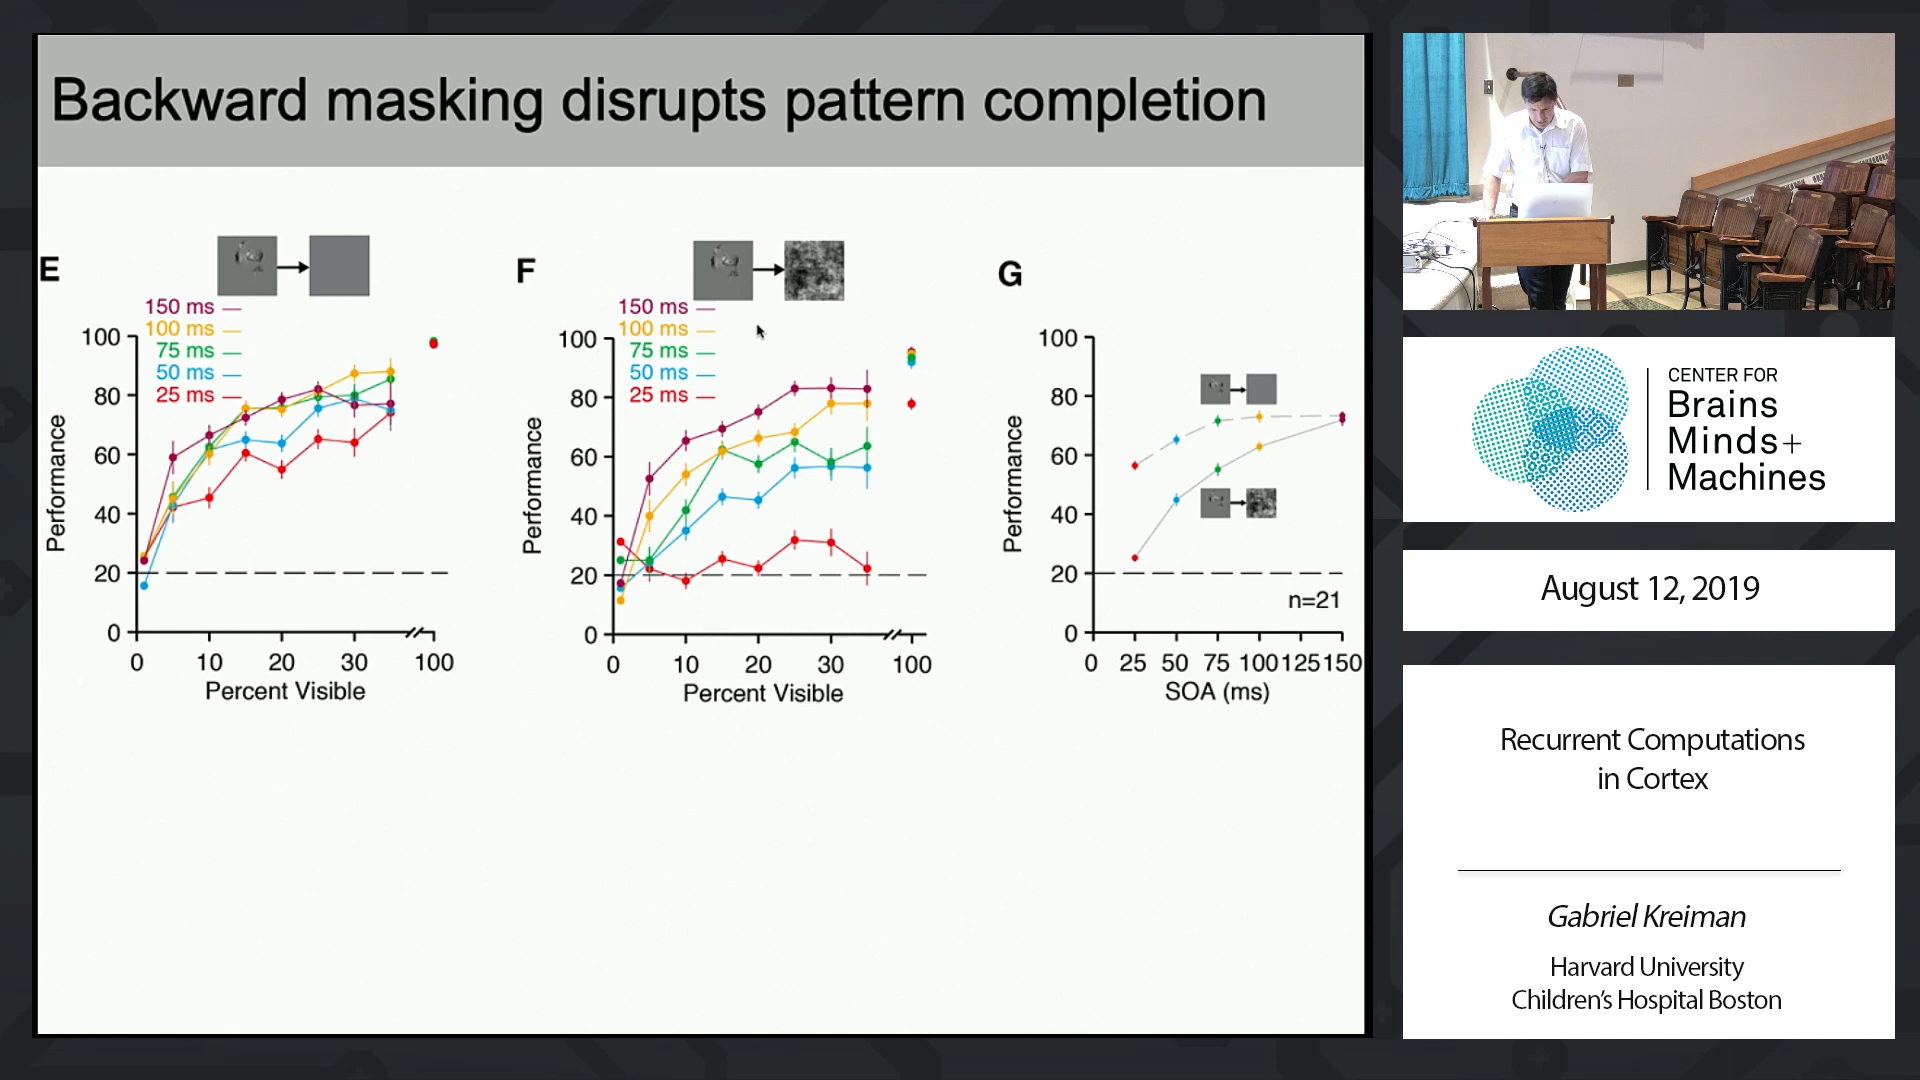 Backward masking disrupts pattern completion
E
150 ms
100 ms
75 ms
50 ms
25 ms
100
80
60
40
20
0
Performance
0 10 20 30 100
Percent Visible
F
150 ms
100 ms
75 ms
50 ms
25 ms
100
80
60
40
20
0
Performance
0 10 20 30 100
Percent Visible
G
100
80
60
40
20
0
Performance
n=21
0 25 50 75 100 125 150
SOA (ms)
CENTER FOR
Brains
Minds+
Machines
August 12, 2019
Recurrent Computations
in Cortex
Gabriel Kreiman
Harvard University
Children's Hospital Boston